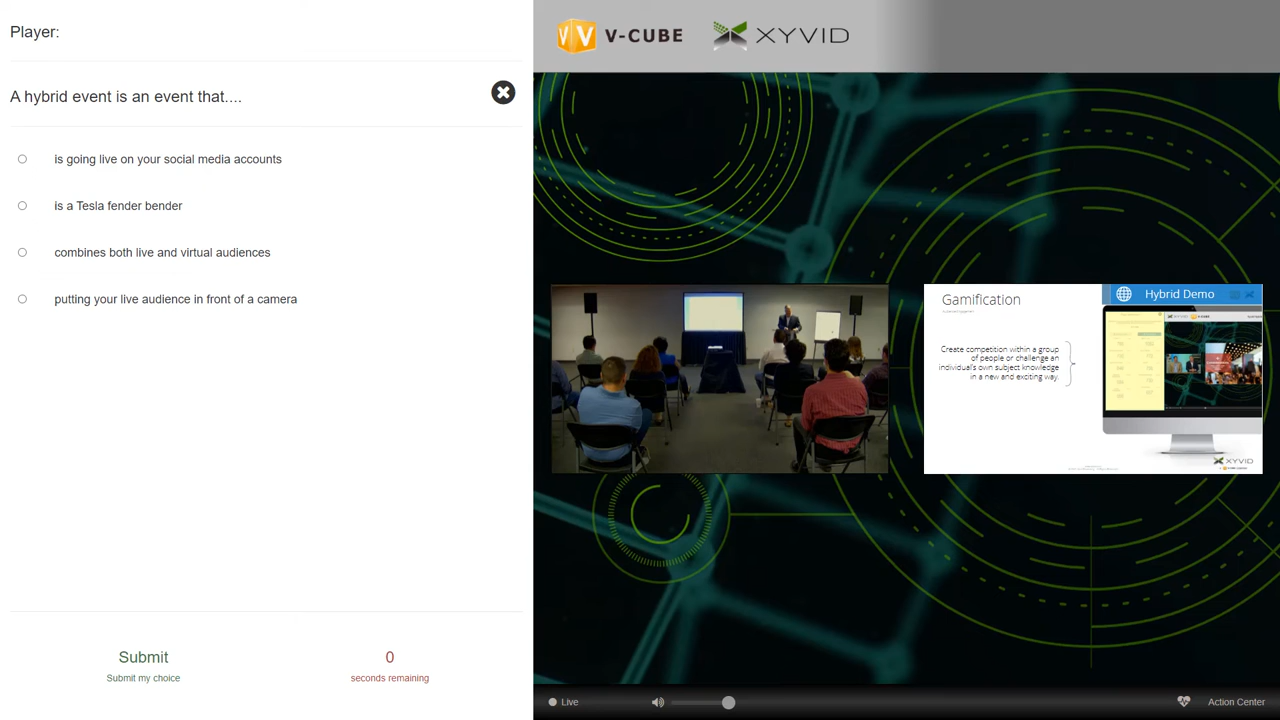 Player:
A hybrid event is an event that....
is going live on your social media accounts
is a Tesla fender bender
combines both live and virtual audiences
putting your live audience in front of a camera
Submit
Submit my choice
0
seconds remaining
V-CUBE
XYVID
Gamification
Create competition within a group
of people or challenge an
individual's own subject knowledge
in a new and exciting way.
Hybrid Demo
XYVID
Live
Action Center